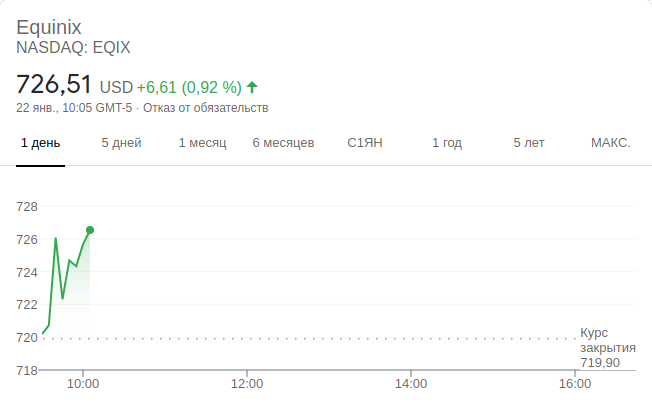 Equinix
NASDAQ: EQIX
726,51 USD +6,61 (0,92 %)
22 янв., 10:05 GMT-5 · Отказ от обязательств
1 день 5 дней 1 месяц 6 месяцев С1ЯН 1 год 5 лет МАКС.
728
726
724
722
720
718
Курс
закрытия
719,90
10:00 12:00 14:00 16:00